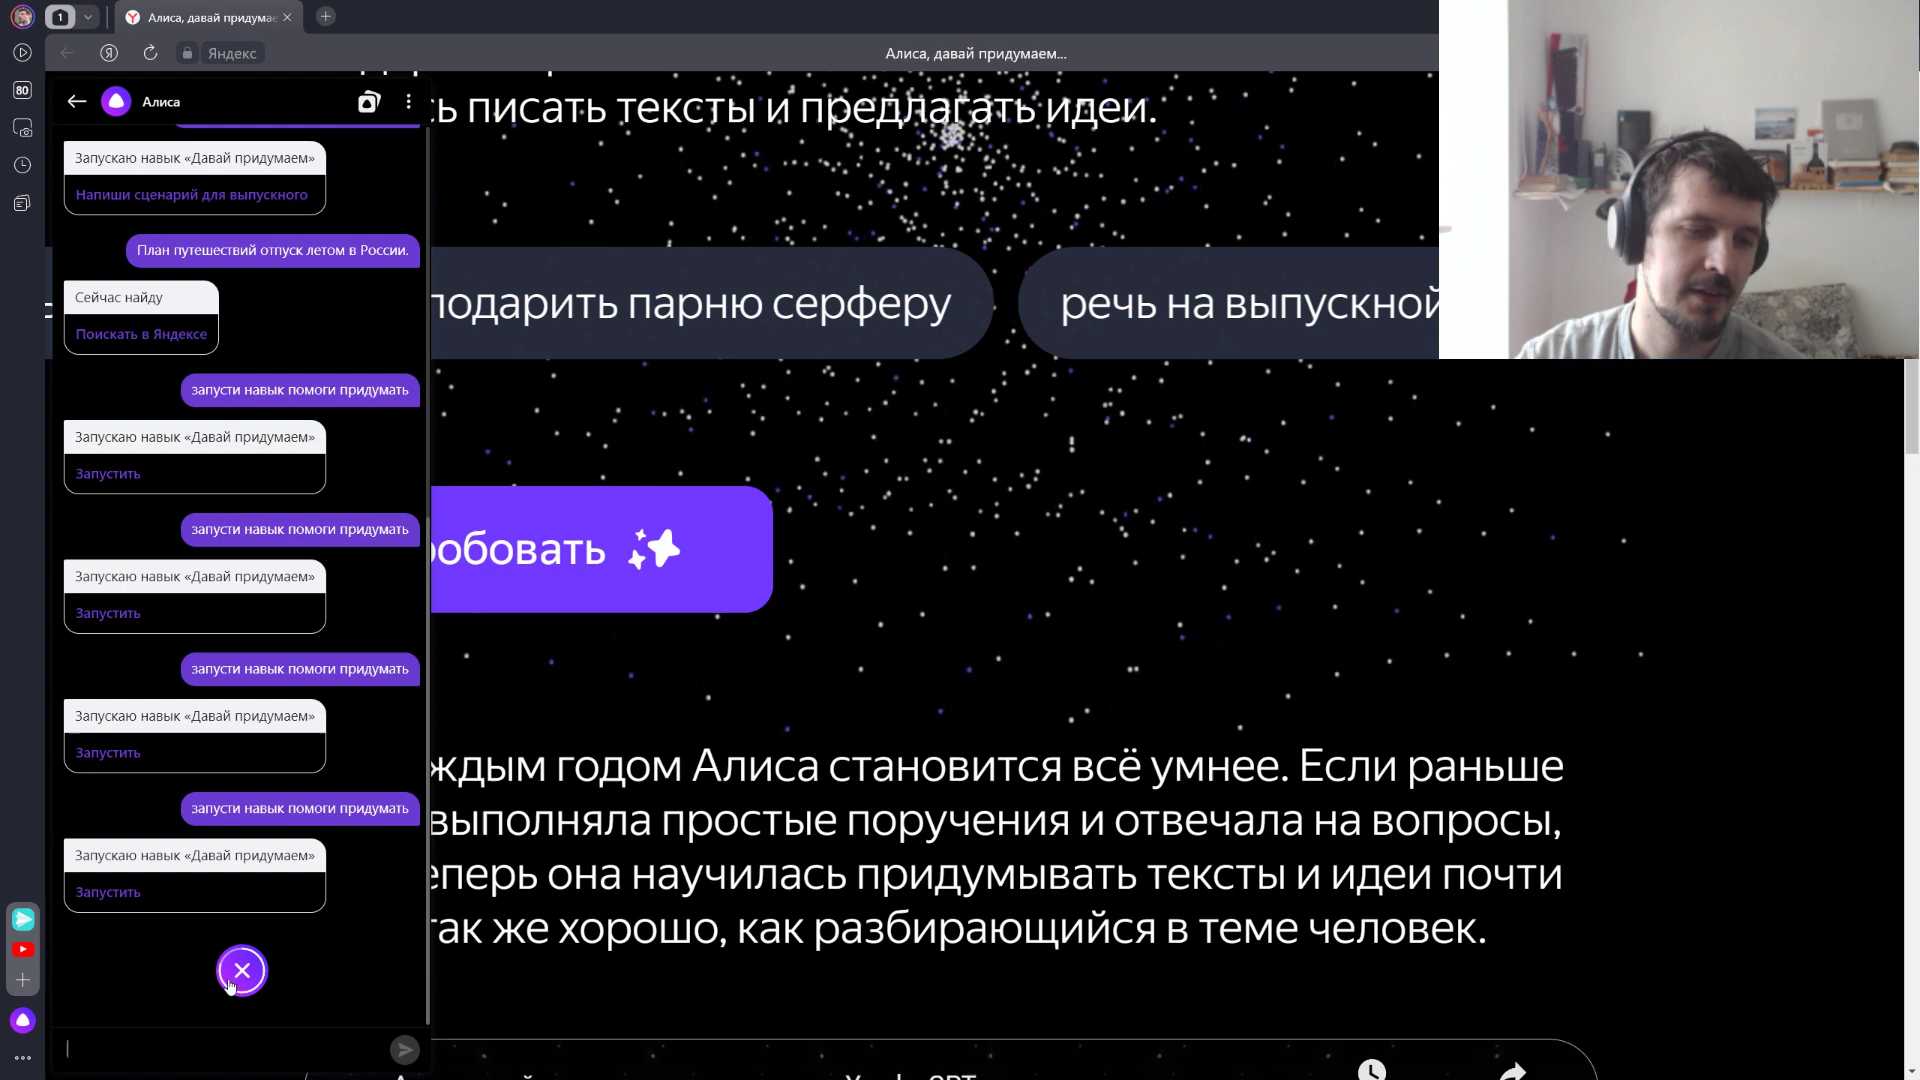 1
Алиса, давай придумае
Яндекс
Алиса, давай придумаем...
80
Алиса
Запускаю навык «Давай придумаем»
Напиши сценарий для выпускного
План путешествий отпуск летом в России.
Сейчас найду
Поискать в Яндексе
запусти навык помоги придумать
Запускаю навык «Давай придумаем»
Запустить
запусти навык помоги придумать
Запускаю навык «Давай придумаем»
Запустить
запусти навык помоги придумать
Запускаю навык «Давай придумаем»
Запустить
запусти навык помоги придумать
Запускаю навык «Давай придумаем»
Запустить
сь писать тексты и предлагать идеи.
подарить парню серферу
речь на выпускной
робовать
ждым годом Алиса становится всё умнее. Если раньше
выполняла простые поручения и отвечала на вопросы,
еперь она научилась придумывать тексты и идеи почти
так же хорошо, как разбирающийся в теме человек.